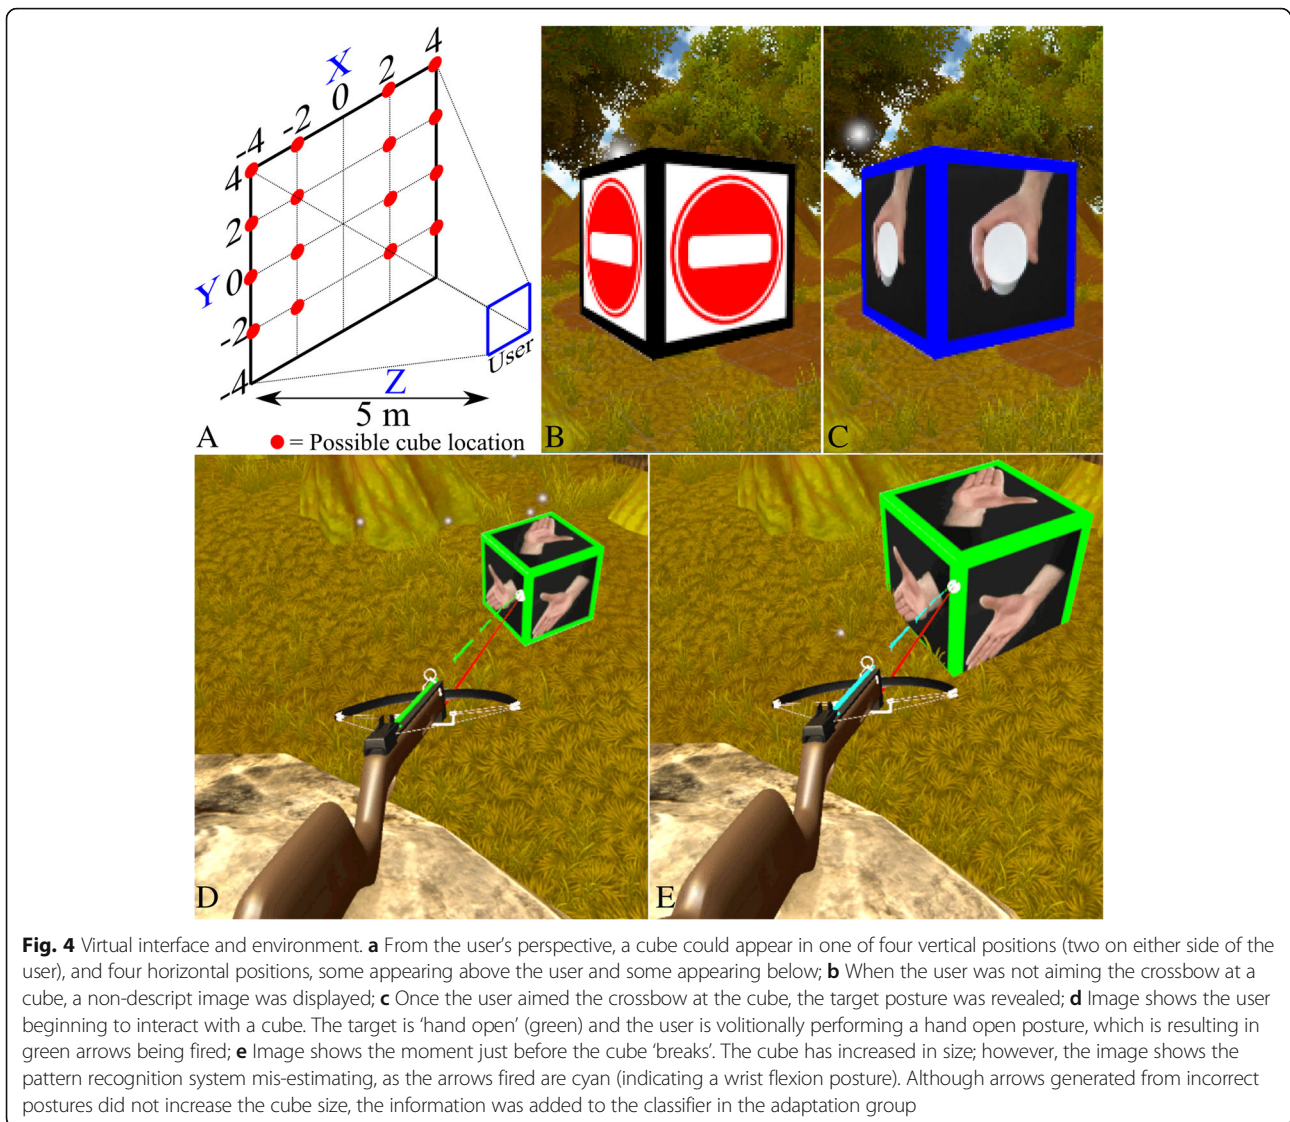 X
-4
-2
0
2
4
4
2
Y
0
-2
-4
User
Z
5 m
A
= Possible cube location
B
C
D
E
Fig. 4 Virtual interface and environment. a From the user's perspective, a cube could appear in one of four vertical positions (two on either side of the
user), and four horizontal positions, some appearing above the user and some appearing below; b When the user was not aiming the crossbow at a
cube, a non-descript image was displayed; c Once the user aimed the crossbow at the cube, the target posture was revealed; d Image shows the user
beginning to interact with a cube. The target is ‘hand open’ (green) and the user is volitionally performing a hand open posture, which is resulting in
green arrows being fired; e Image shows the moment just before the cube ‘breaks’. The cube has increased in size; however, the image shows the
pattern recognition system mis-estimating, as the arrows fired are cyan (indicating a wrist flexion posture). Although arrows generated from incorrect
postures did not increase the cube size, the information was added to the classifier in the adaptation group